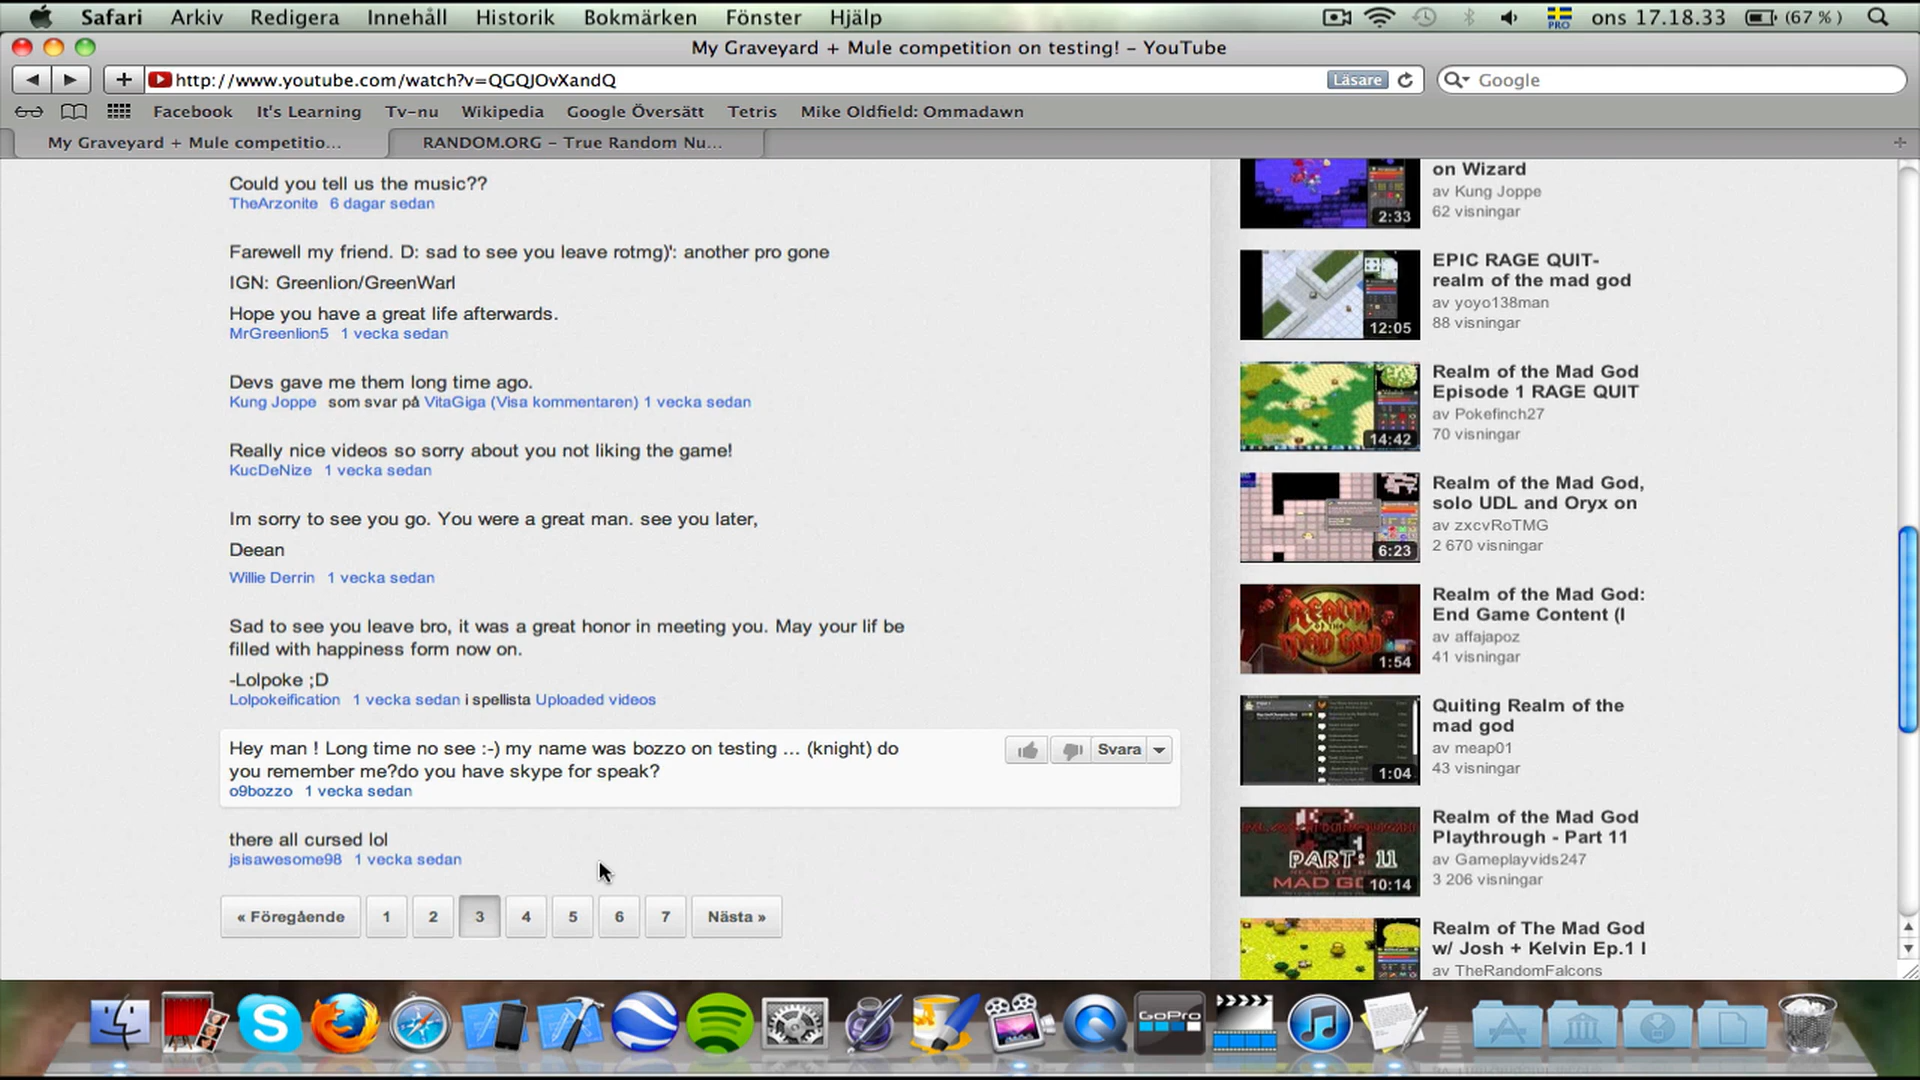 Safari Arkiv Redigera Innehåll Historik Bokmärken Fönster Hjälp PRO ons 17.18.33 (67 %)
My Graveyard + Mule competition on testing! – YouTube
http://www.youtube.com/watch?v=QGQJOvXandQ Läsare Google
Facebook It's Learning Tv-nu Wikipedia Google Översätt Tetris Mike Oldfield: Ommadawn
My Graveyard + Mule competitio... RANDOM.ORG – True Random Nu...
Could you tell us the music??
TheArzonite 6 dagar sedan
Farewell my friend. D: sad to see you leave rotmg)': another pro gone
IGN: Greenlion/GreenWarl
Hope you have a great life afterwards.
MrGreenlion5 1 vecka sedan
Devs gave me them long time ago.
Kung Joppe som svar på VitaGiga (Visa kommentaren) 1 vecka sedan
Really nice videos so sorry about you not liking the game!
KucDeNize 1 vecka sedan
Im sorry to see you go. You were a great man. see you later,
Deean
Willie Derrin 1 vecka sedan
Sad to see you leave bro, it was a great honor in meeting you. May your lif be
filled with happiness form now on.
-Lolpoke ;D
Lolpokeification 1 vecka sedan i spellista Uploaded videos
Hey man ! Long time no see :-) my name was bozzo on testing ... (knight) do
you remember me?do you have skype for speak?
o9bozzo 1 vecka sedan
Svara
there all cursed lol
jsisawesome98 1 vecka sedan
« Föregående 1 2 3 4 5 6 7 Nästa »
on Wizard
av Kung Joppe
62 visningar
2:33
EPIC RAGE QUIT-
realm of the mad god
av yoyo138man
88 visningar
12:05
Realm of the Mad God
Episode 1 RAGE QUIT
av Pokefinch27
70 visningar
14:42
Realm of the Mad God,
solo UDL and Oryx on
av zxcvRoTMG
2 670 visningar
6:23
Realm of the Mad God:
End Game Content (I
av affajapoz
41 visningar
REALM OF THE MAD GOD
1:54
Quiting Realm of the
mad god
av meap01
43 visningar
1:04
Realm of the Mad God
Playthrough - Part 11
av Gameplayvids247
3 206 visningar
PART: 11
10:14
Realm of The Mad God
w/ Josh + Kelvin Ep.1 I
av TheRandomFalcons
GoPro